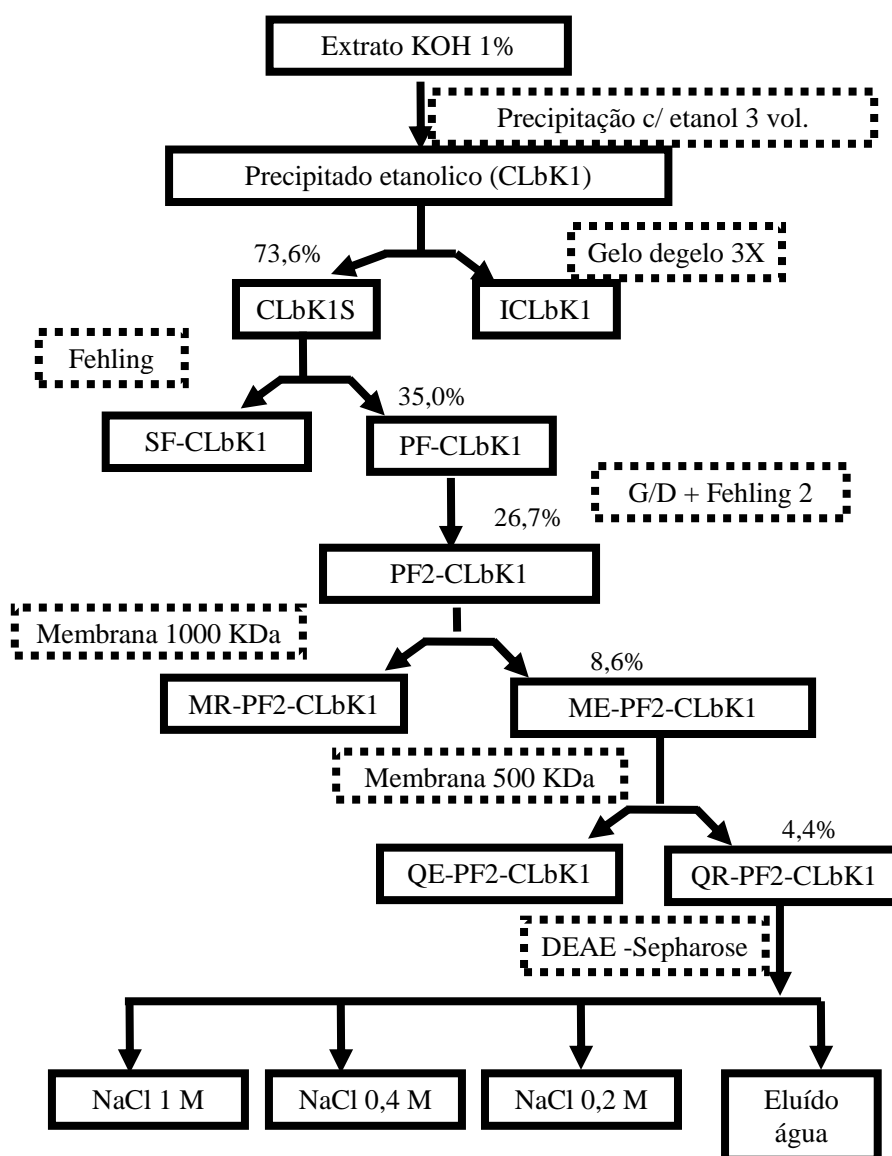 Extrato KOH 1%
Precipitação c/ etanol 3 vol.
Precipitado etanolico (CLbK1)
73,6%
Gelo degelo 3X
CLbK1S
ICLbK1
Fehling
35,0%
SF-CLbK1
PF-CLbK1
G/D + Fehling 2
26,7%
PF2-CLbK1
Membrana 1000 KDa
8,6%
MR-PF2-CLbK1
ME-PF2-CLbK1
Membrana 500 KDa
4,4%
QE-PF2-CLbK1
QR-PF2-CLbK1
DEAE -Sepharose
NaCl 1 M
NaCl 0,4 M
NaCl 0,2 M
Eluído
água